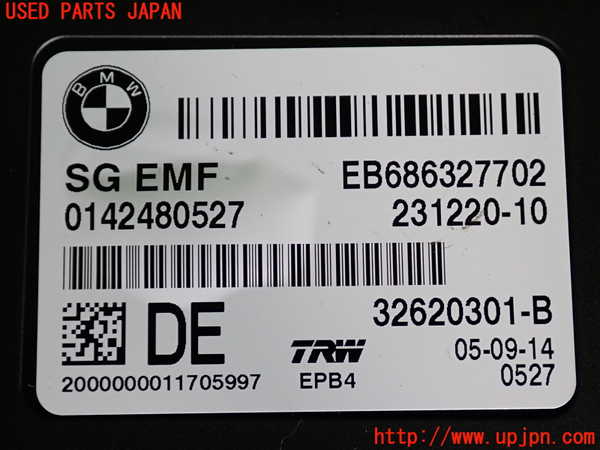 USED PARTS JAPAN
BMW
SG EMF
EB686327702
0142480527
231220-10
DE
32620301-B
TRW
05-09-14
2000000011705997
EPB4
0527
http://www.upjpn.com/